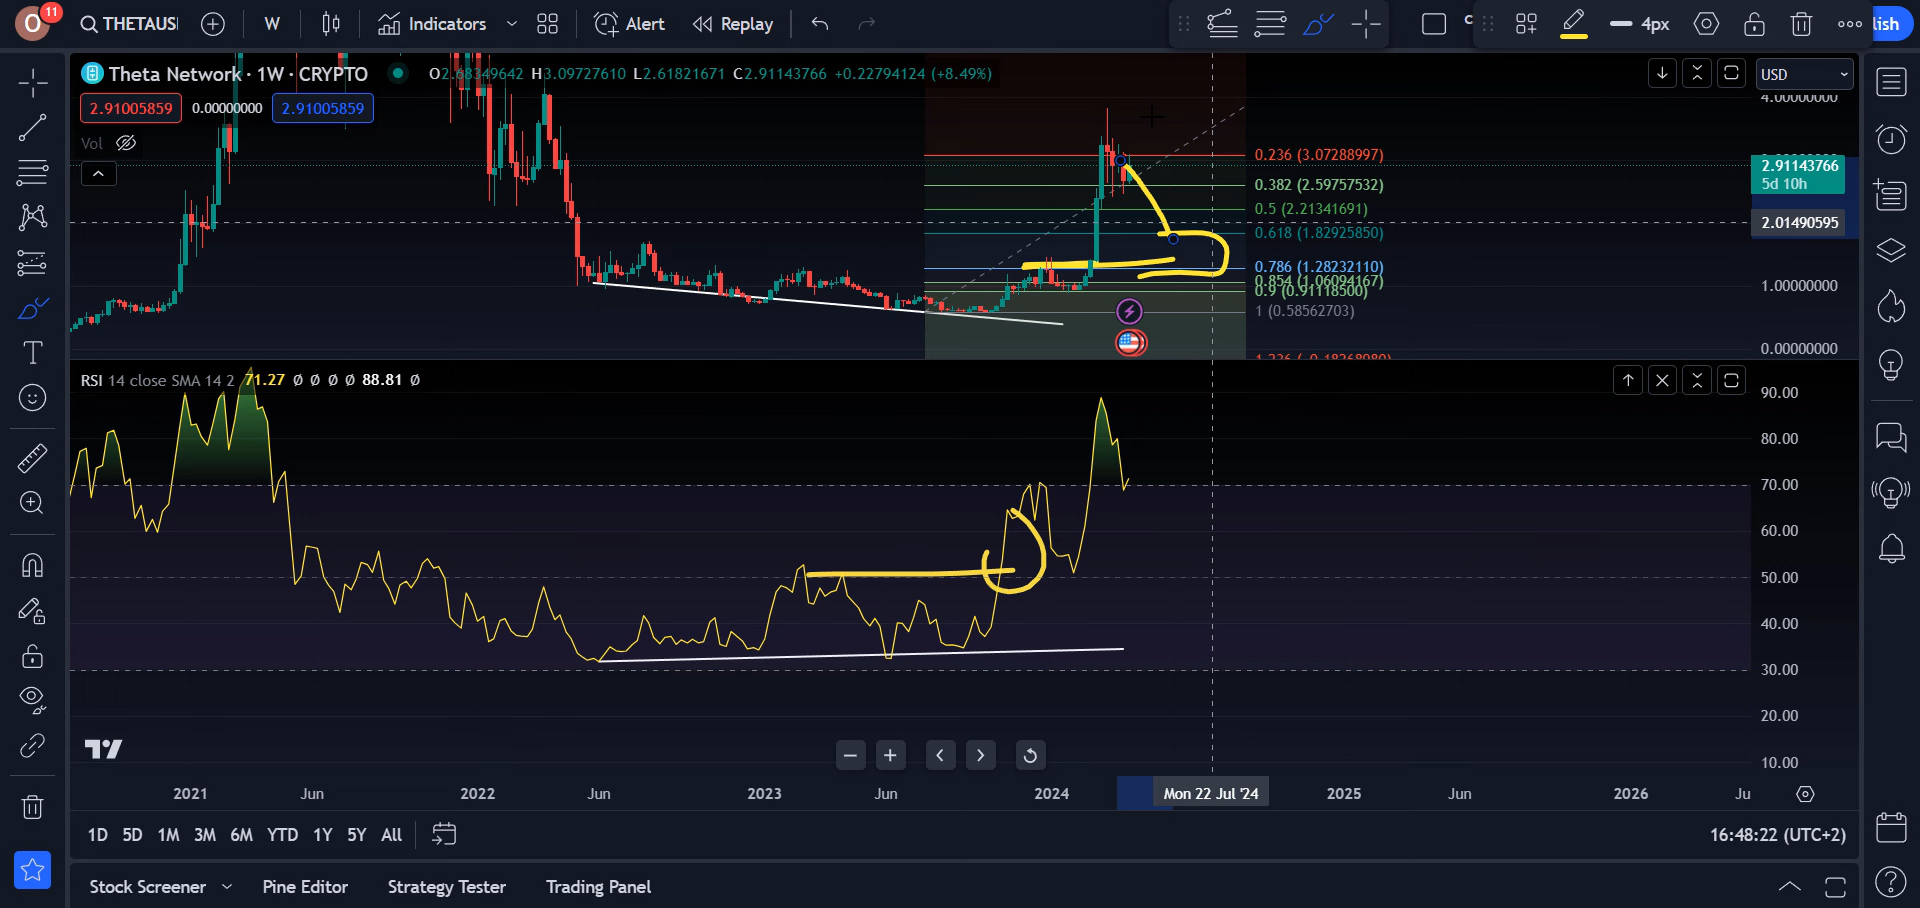 O 11 THETAUS W Indicators Alert Replay 4px lish
Theta Network · 1W · CRYPTO O2.68349642 H3.09727610 L2.61821671 C2.91143766 +0.22794124 (+8.49%) USD
4.00000000
2.91005859 0.00000000 2.91005859
Vol
0.236 (3.07288997)
2.91143766
5d 10h
0.382 (2.59757532)
0.5 (2.21341691)
2.01490595
0.618 (1.82925850)
0.786 (1.28232110)
0.854 (1.06094167)
1.00000000
0.9 (0.91118500)
1 (0.58562703)
0.00000000
RSI 14 close SMA 14 2 71.27 Ø Ø Ø Ø 88.81 Ø
90.00
80.00
70.00
60.00
50.00
40.00
30.00
20.00
10.00
2021 Jun 2022 Jun 2023 Jun 2024 Mon 22 Jul '24 2025 Jun 2026 Ju
1D 5D 1M 3M 6M YTD 1Y 5Y All 16:48:22 (UTC+2)
Stock Screener Pine Editor Strategy Tester Trading Panel